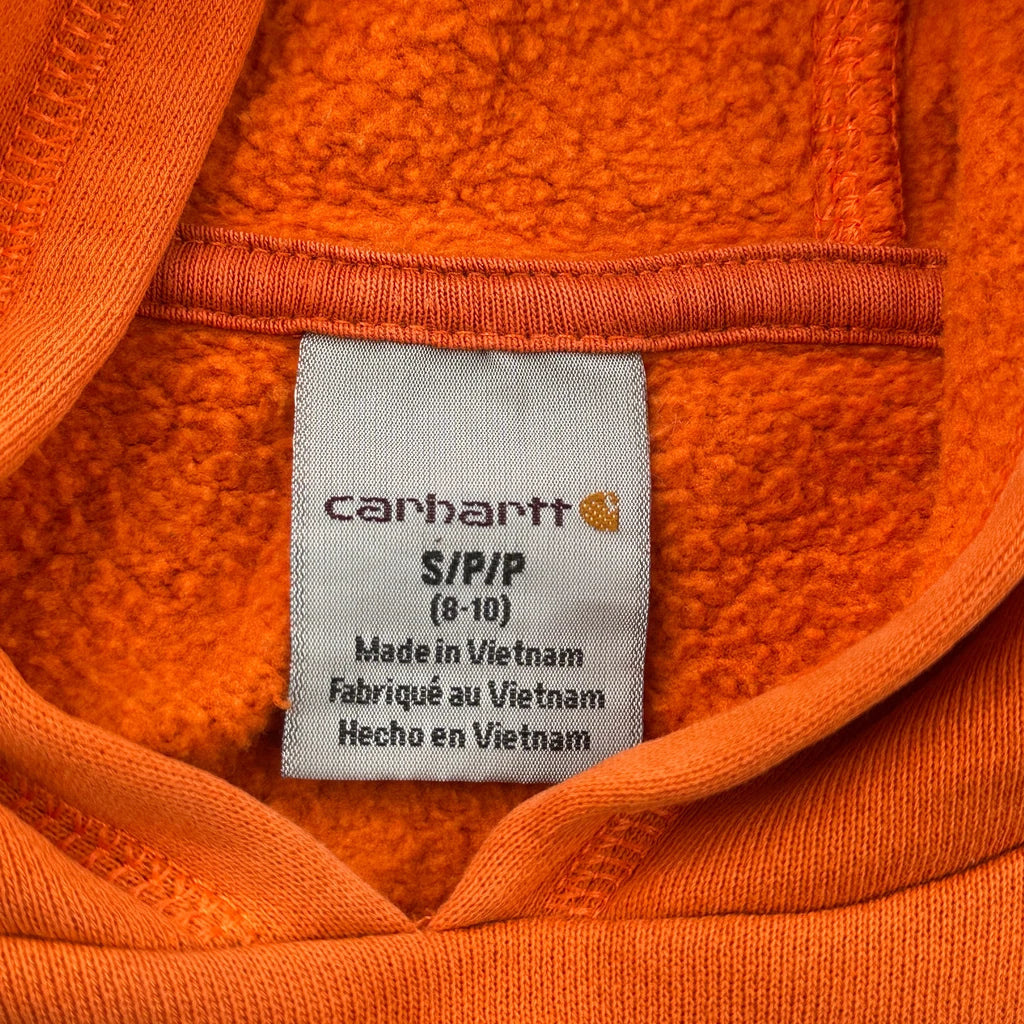 carhartt
S/P/P
(8-10)
Made in Vietnam
Fabriqué au Vietnam
Hecho en Vietnam